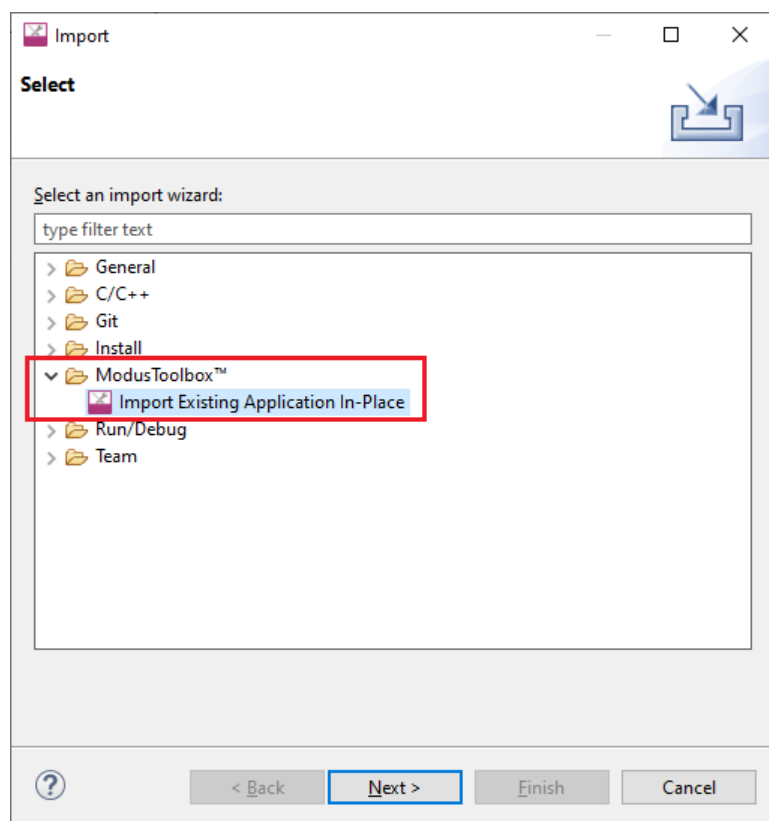 Import
Select
Select an import wizard:
type filter text
General
C/C++
Git
Install
ModusToolbox™
Import Existing Application In-Place
Run/Debug
Team
?
< Back Next > Finish Cancel